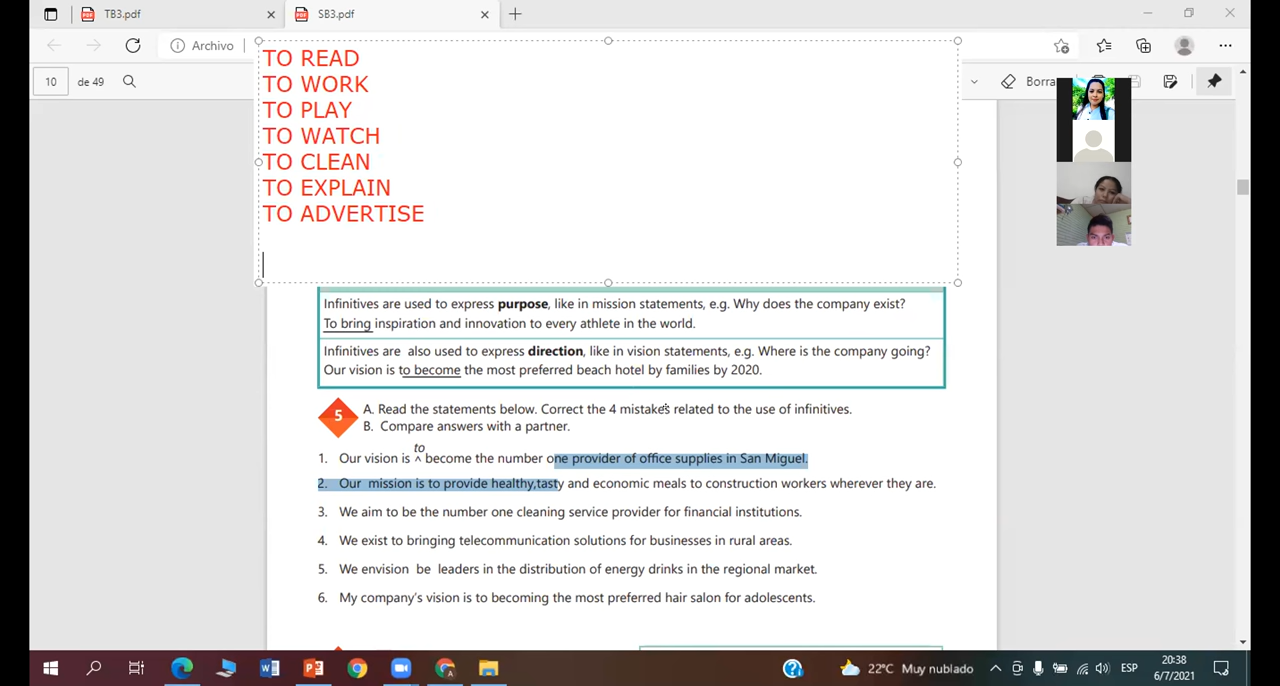 TB3.pdf
SB3.pdf
Archivo
10 de 49
Borra
TO READ
TO WORK
TO PLAY
TO WATCH
TO CLEAN
TO EXPLAIN
TO ADVERTISE
Infinitives are used to express purpose, like in mission statements, e.g. Why does the company exist?
To bring inspiration and innovation to every athlete in the world.
Infinitives are also used to express direction, like in vision statements, e.g. Where is the company going?
Our vision is to become the most preferred beach hotel by families by 2020.
5
A. Read the statements below. Correct the 4 mistakes related to the use of infinitives.
B. Compare answers with a partner.
to
1. Our vision is ^ become the number one provider of office supplies in San Miguel.
2. Our mission is to provide healthy,tasty and economic meals to construction workers wherever they are.
3. We aim to be the number one cleaning service provider for financial institutions.
4. We exist to bringing telecommunication solutions for businesses in rural areas.
5. We envision be leaders in the distribution of energy drinks in the regional market.
6. My company's vision is to becoming the most preferred hair salon for adolescents.
22°C Muy nublado
ESP
20:38
6/7/2021